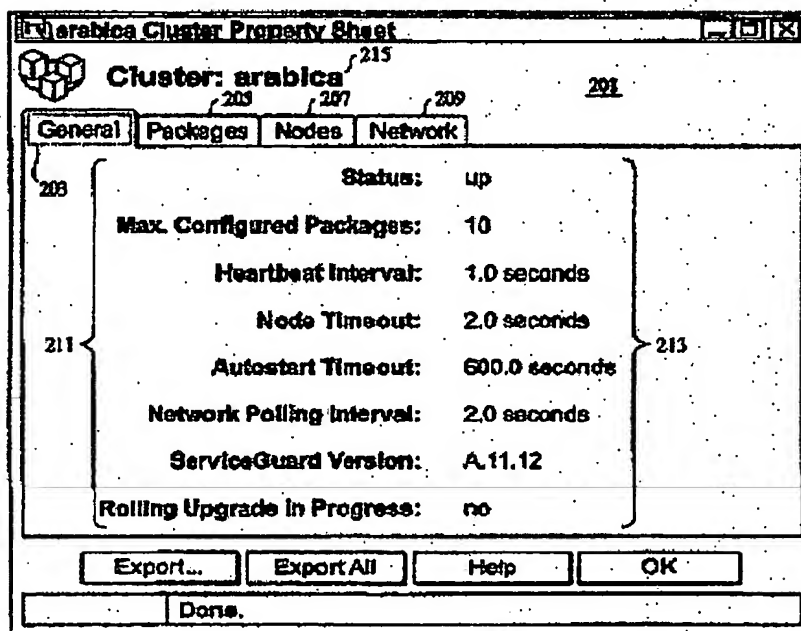 arabica Cluster Property Sheet
Cluster: arabica 215
201
205 207 209
General Packages Nodes Network
203
Status: up
Max. Configured Packages: 10
Heartbeat Interval: 1.0 seconds
Node Timeout: 2.0 seconds
211 213
Autostart Timeout: 600.0 seconds
Network Polling Interval: 2.0 seconds
ServiceGuard Version: A.11.12
Rolling Upgrade in Progress: no
Export... Export All Help OK
Done.